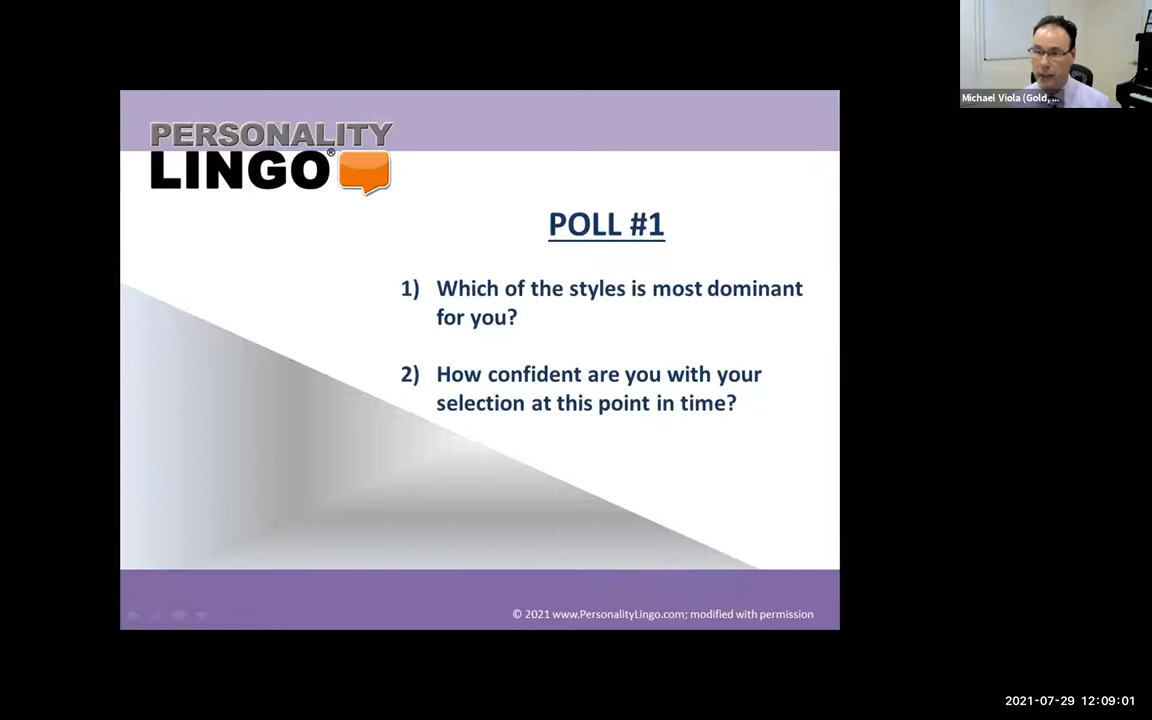 Michael Viola (Gold, ...
PERSONALITY
LINGO®
POLL #1
1) Which of the styles is most dominant
for you?
2) How confident are you with your
selection at this point in time?
© 2021 www.PersonalityLingo.com; modified with permission
2021-07-29 12:09:01